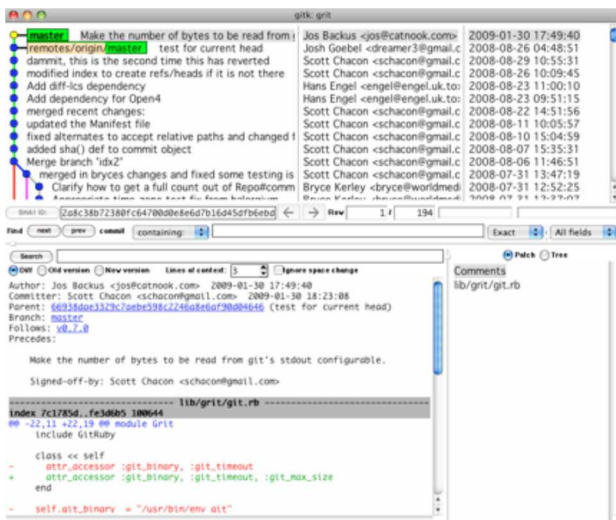 gitk: grit
master Make the number of bytes to be read from Jos Backus <jos@catnook.com> 2009-01-30 17:49:40
remotes/origin/master test for current head Josh Goebel <dreamer3@gmail.c 2008-08-26 04:48:51
dammit, this is the second time this has reverted Scott Chacon <schacon@gmail.c 2008-08-29 10:55:31
modified index to create refs/heads if it is not there Scott Chacon <schacon@gmail.c 2008-08-26 10:09:45
Add diff-lcs dependency Hans Engel <engel@engel.uk.to> 2008-08-23 11:00:10
Add dependency for Open4 Hans Engel <engel@engel.uk.to> 2008-08-23 09:51:15
merged recent changes: Scott Chacon <schacon@gmail.c 2008-08-22 14:51:56
updated the Manifest file Scott Chacon <schacon@gmail.c 2008-08-11 10:05:57
fixed alternates to accept relative paths and changed f Scott Chacon <schacon@gmail.c 2008-08-10 15:04:59
added sha() def to commit object Scott Chacon <schacon@gmail.c 2008-08-07 15:35:31
Merge branch 'idx2' Scott Chacon <schacon@gmail.c 2008-08-06 11:46:51
merged in bryces changes and fixed some testing is Scott Chacon <schacon@gmail.c 2008-07-31 13:47:19
Clarify how to get a full count out of Repo#comm Bryce Kerley <bryce@worldmedi 2008-07-31 12:52:25
SHA1 ID: Row 1 / 194
Find next prev commit containing: Exact All fields
Search Patch Tree
Diff Old version New version Lines of context: 3 Ignore space change
Comments
lib/grit/git.rb
Author: Jos Backus <jos@catnook.com> 2009-01-30 17:49:40
Committer: Scott Chacon <schacon@gmail.com> 2009-01-30 18:23:08
Parent: (test for current head)
Branch: master
Follows: v0.7.0
Precedes:
Make the number of bytes to be read from git's stdout configurable.
Signed-off-by: Scott Chacon <schacon@gmail.com>
lib/grit/git.rb
index 7c1785d..fe3d6b5 100644
@@ -22,11 +22,19 @@ module Grit
include GitRuby
class << self
- attr_accessor :git_binary, :git_timeout
+ attr_accessor :git_binary, :git_timeout, :git_max_size
end
- self.git_binary = "/usr/bin/env git"